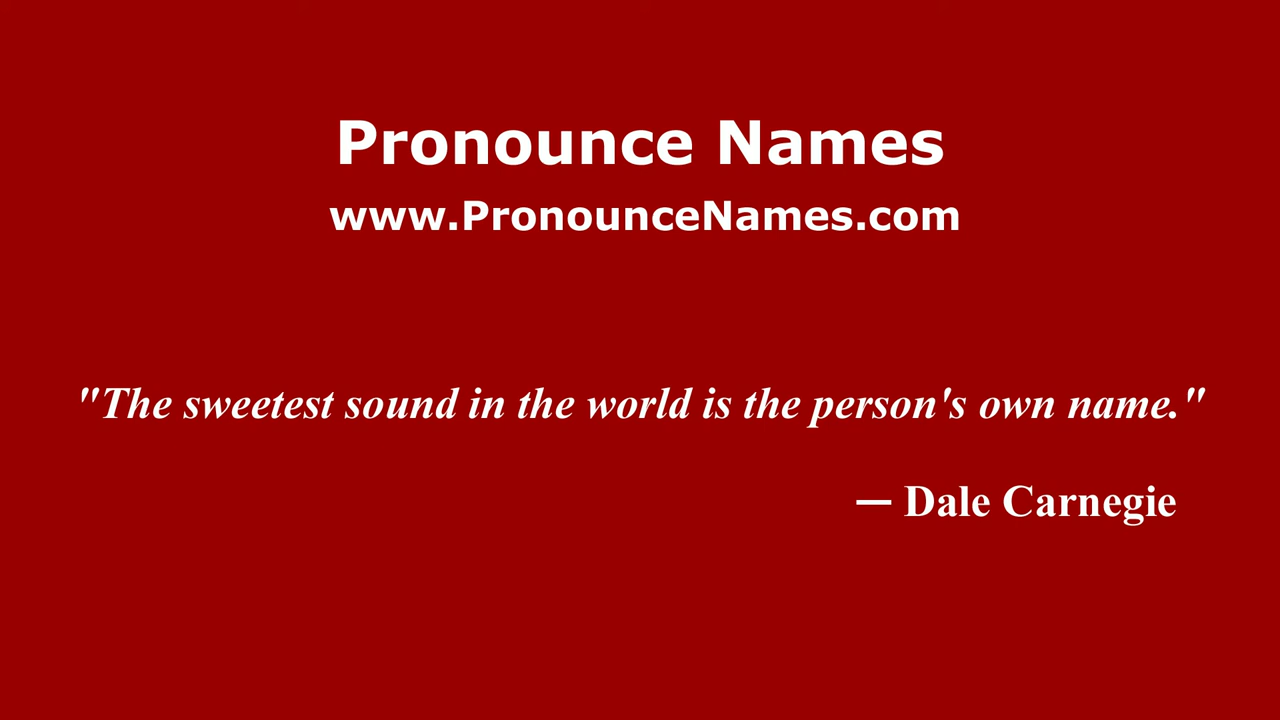 Pronounce Names
www.PronounceNames.com
"The sweetest sound in the world is the person's own name."
— Dale Carnegie